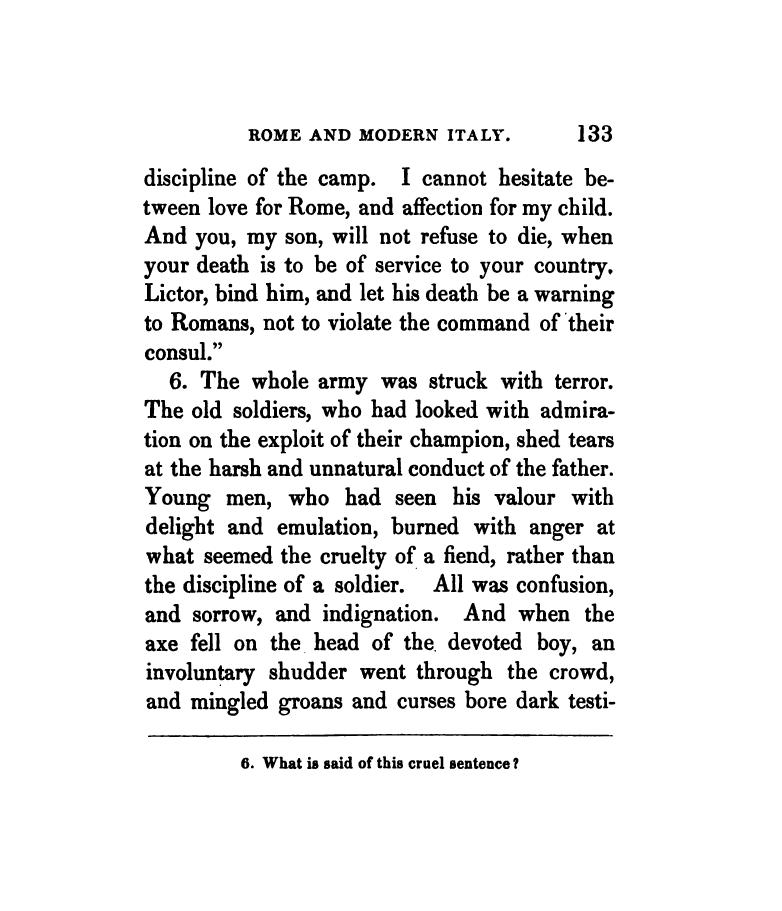 ROME AND MODERN ITALY. 133
discipline of the camp. I cannot hesitate be-
tween love for Rome, and affection for my child.
And you, my son, will not refuse to die, when
your death is to be of service to your country.
Lictor, bind him, and let his death be a warning
to Romans, not to violate the command of their
consul.”
6. The whole army was struck with terror.
The old soldiers, who had looked with admira-
tion on the exploit of their champion, shed tears
at the harsh and unnatural conduct of the father.
Young men, who had seen his valour with
delight and emulation, burned with anger at
what seemed the cruelty of a fiend, rather than
the discipline of a soldier. All was confusion,
and sorrow, and indignation. And when the
axe fell on the head of the devoted boy, an
involuntary shudder went through the crowd,
and mingled groans and curses bore dark testi-
6. What is said of this cruel sentence?